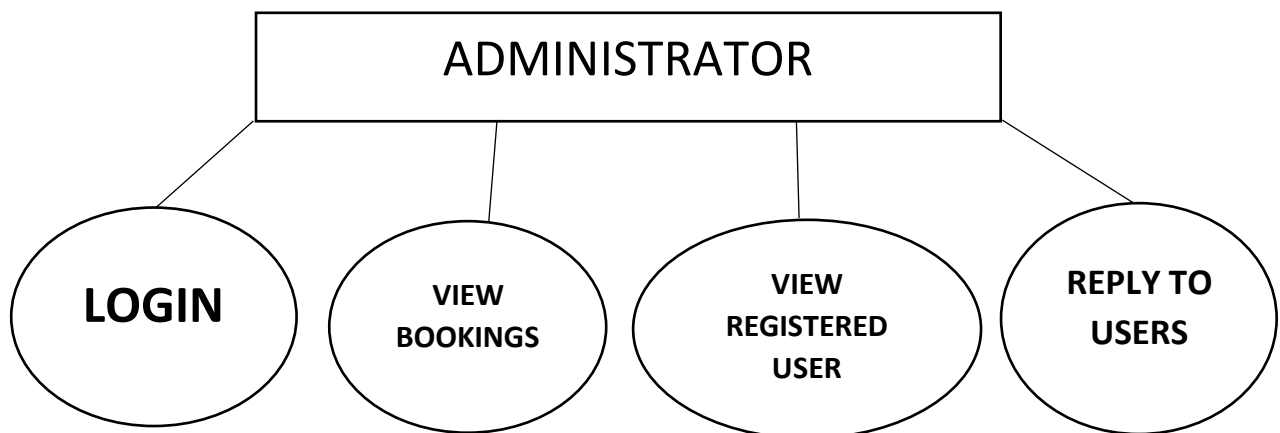 ADMINISTRATOR
LOGIN
VIEW
BOOKINGS
VIEW
REGISTERED
USER
REPLY TO
USERS